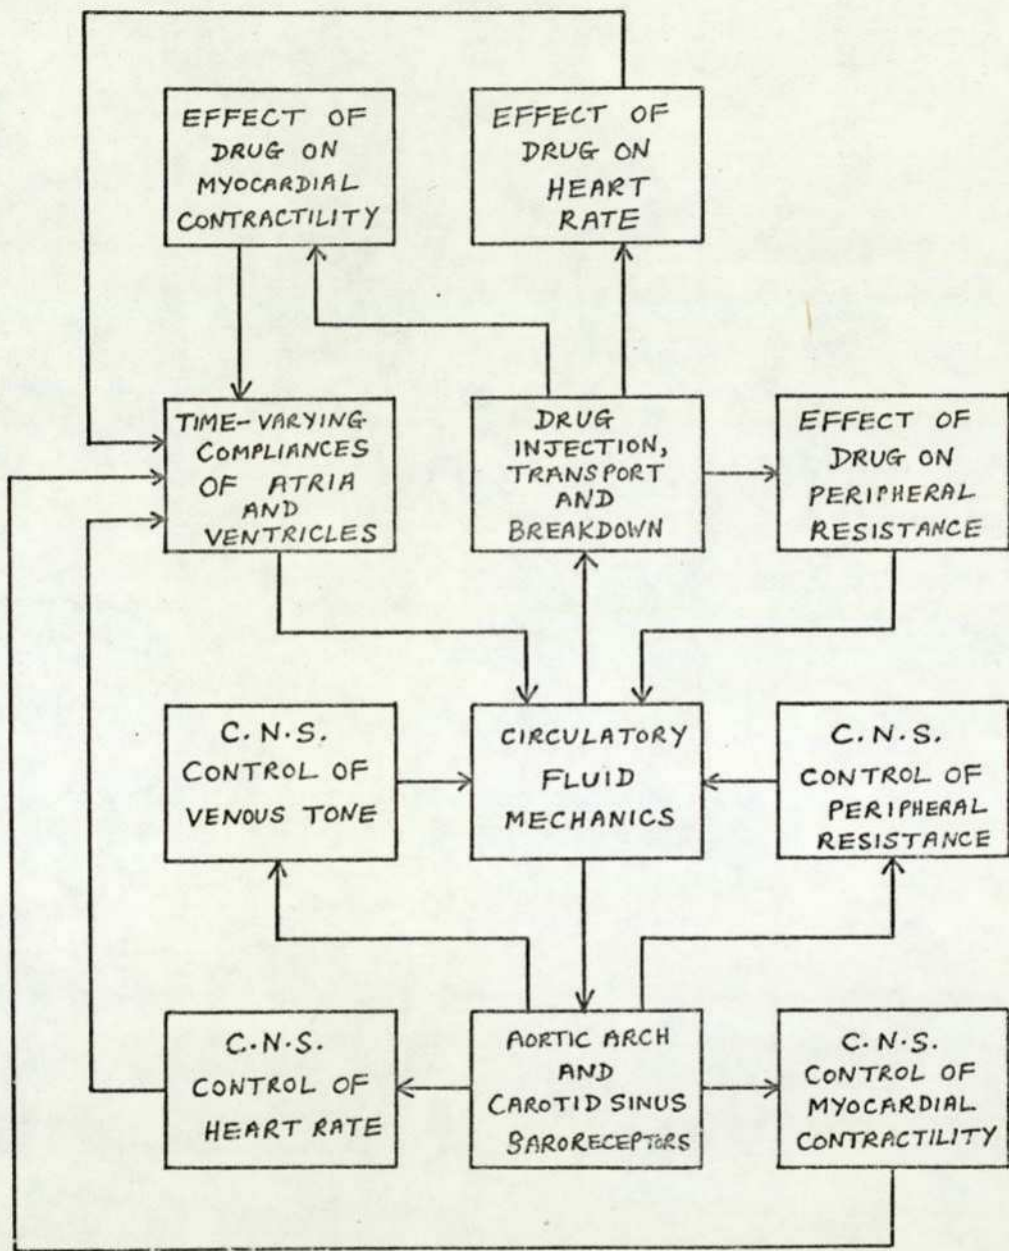 EFFECT OF
DRUG ON
MYOCARDIAL
CONTRACTILITY
EFFECT OF
DRUG ON
HEART
RATE
TIME-VARYING
COMPLIANCES
OF ATRIA
AND
VENTRICLES
DRUG
INJECTION,
TRANSPORT
AND
BREAKDOWN
EFFECT OF
DRUG ON
PERIPHERAL
RESISTANCE
C.N.S.
CONTROL OF
VENOUS TONE
CIRCULATORY
FLUID
MECHANICS
C.N.S.
CONTROL OF
PERIPHERAL
RESISTANCE
C.N.S.
CONTROL OF
HEART RATE
AORTIC ARCH
AND
CAROTID SINUS
BARORECEPTORS
C.N.S.
CONTROL OF
MYOCARDIAL
CONTRACTILITY